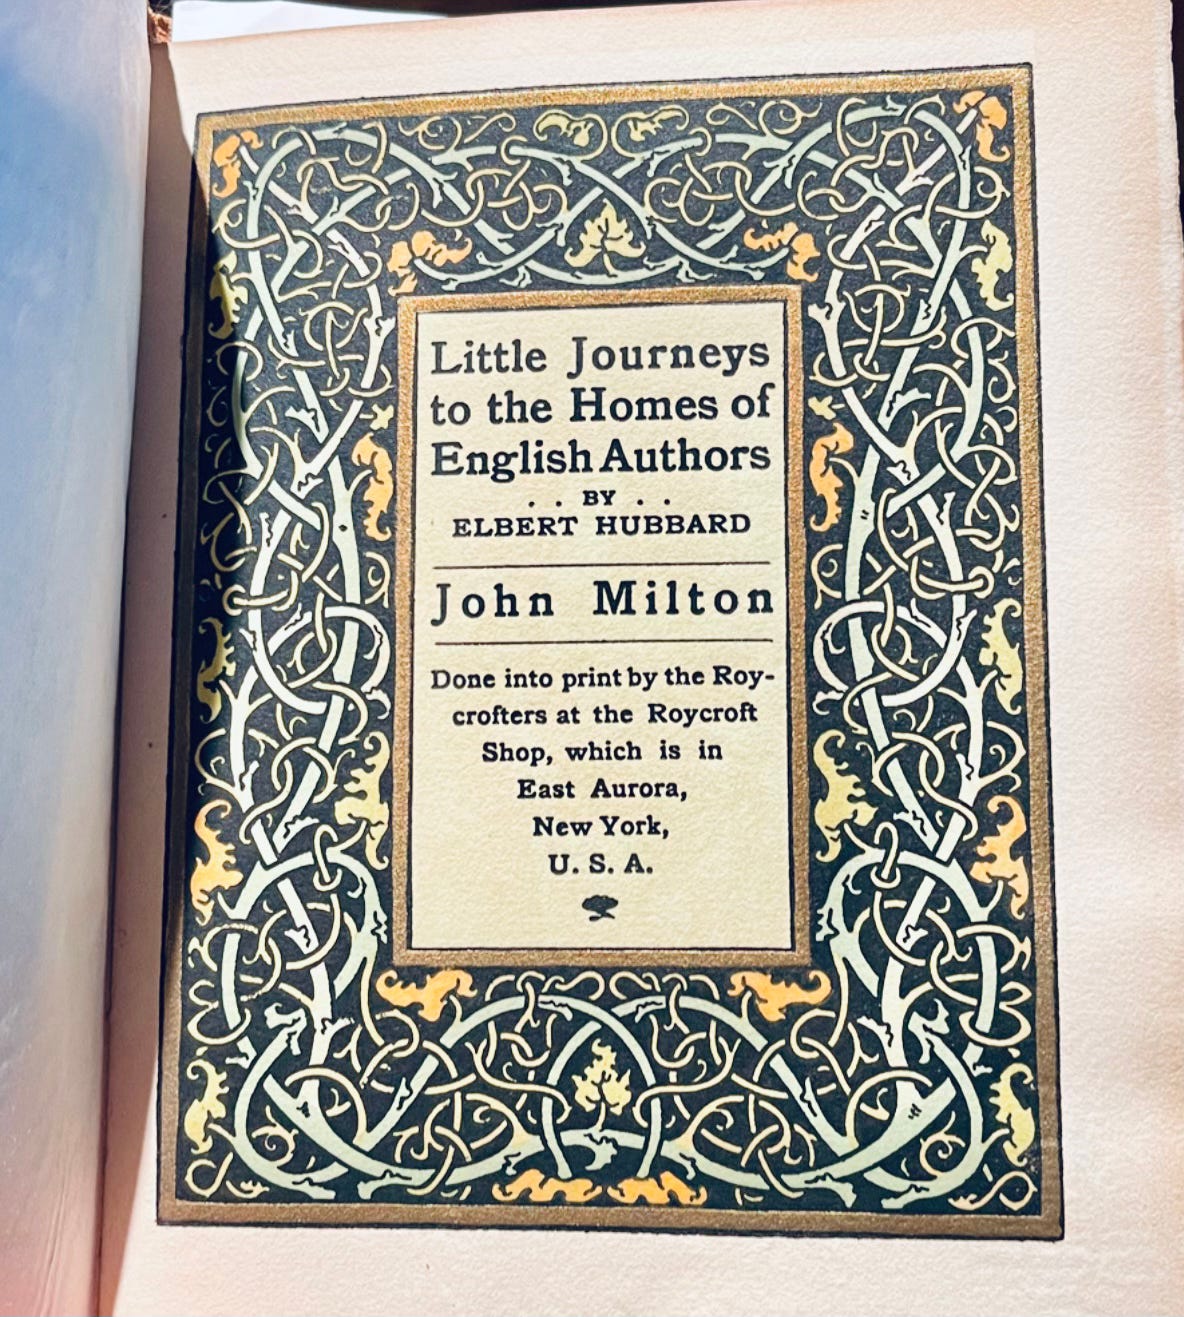 Little Journeys
to the Homes of
English Authors
. . BY . .
ELBERT HUBBARD
John Milton
Done into print by the Roy-
crofters at the Roycroft
Shop, which is in
East Aurora,
New York,
U. S. A.